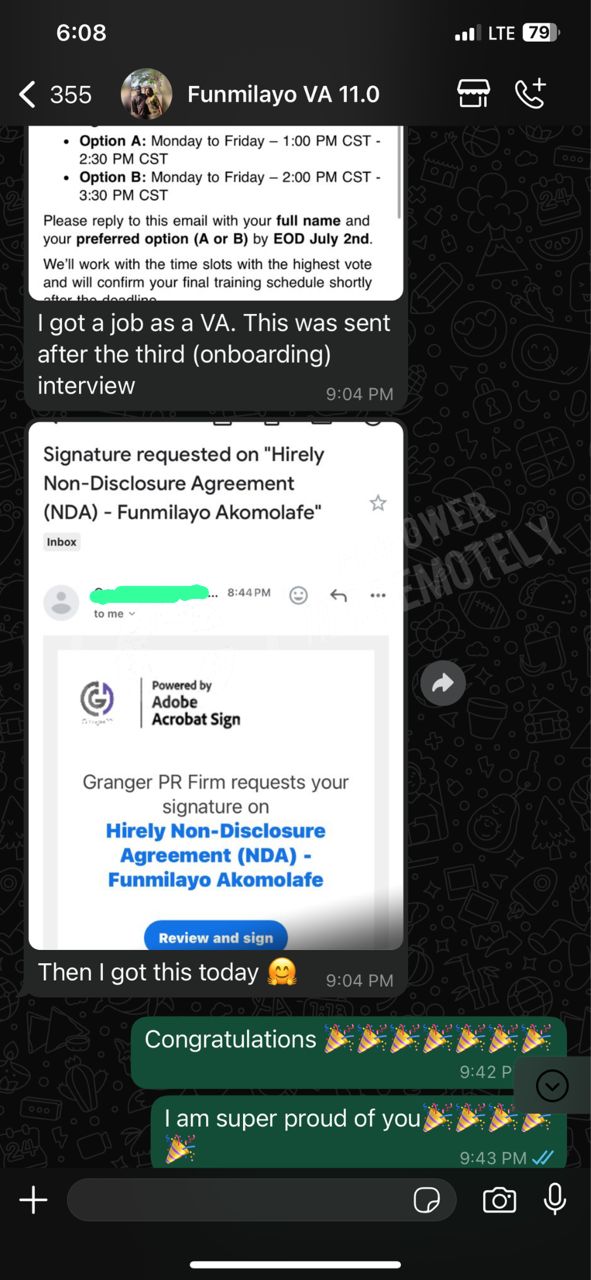 6:08
LTE 79
355
Funmilayo VA 11.0
• Option A: Monday to Friday – 1:00 PM CST -
2:30 PM CST
• Option B: Monday to Friday – 2:00 PM CST -
3:30 PM CST
Please reply to this email with your full name and
your preferred option (A or B) by EOD July 2nd.
We'll work with the time slots with the highest vote
and will confirm your final training schedule shortly
after the deadline
I got a job as a VA. This was sent
after the third (onboarding)
interview
9:04 PM
Signature requested on "Hirely
Non-Disclosure Agreement
(NDA) - Funmilayo Akomolafe"
Inbox
... 8:44 PM
to me
OWER
EMOTELY
Powered by
Adobe
Acrobat Sign
Granger PR Firm requests your
signature on
Hirely Non-Disclosure
Agreement (NDA) -
Funmilayo Akomolafe
Review and sign
Then I got this today 🤗
9:04 PM
Congratulations 🎉🎉🎉🎉🎉🎉🎉
9:42 P
I am super proud of you🎉🎉🎉🎉
🎉
9:43 PM